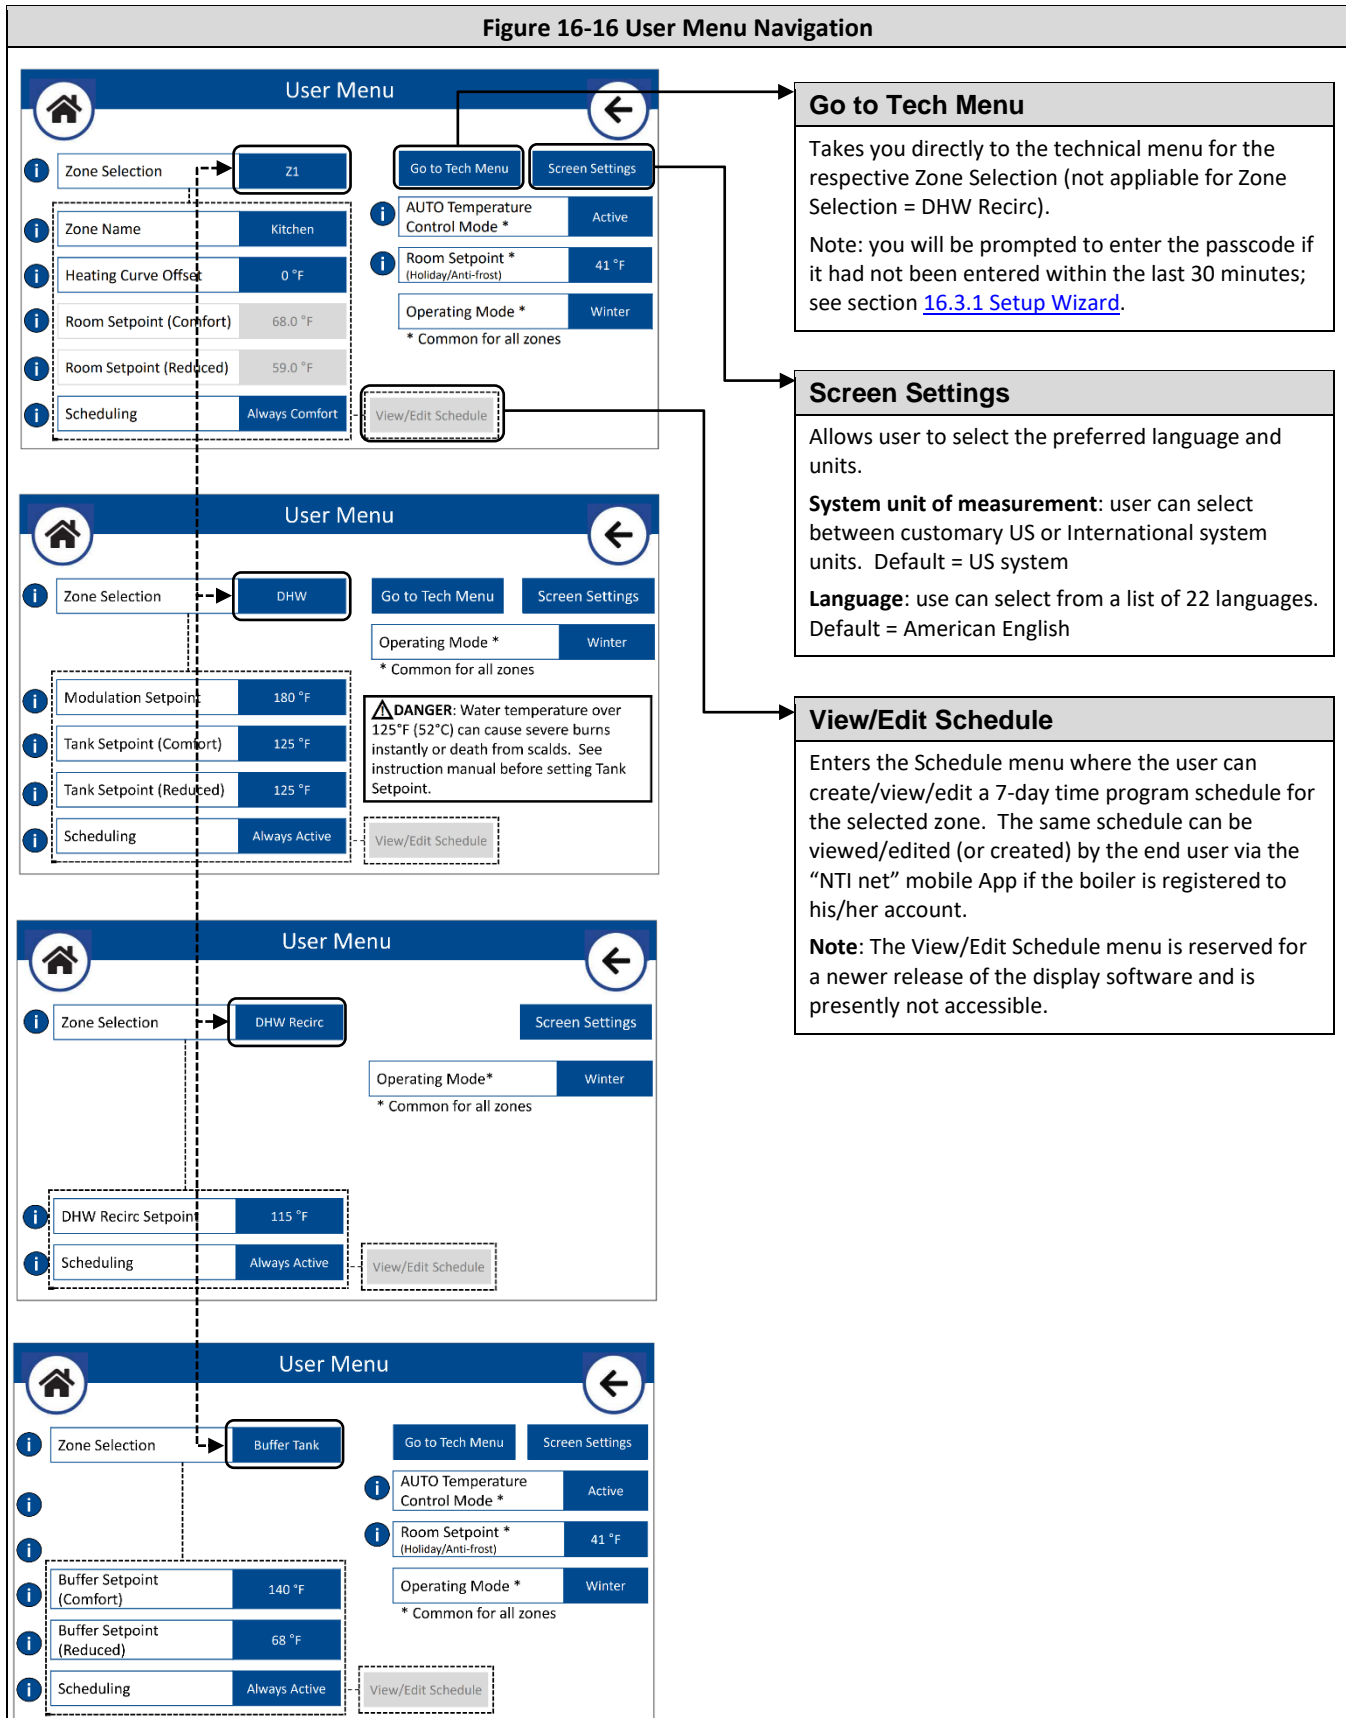 Figure 16-16 User Menu Navigation
User Menu
i Zone Selection Z1
i Zone Name Kitchen
i Heating Curve Offset 0 °F
i Room Setpoint (Comfort) 68.0 °F
i Room Setpoint (Reduced) 59.0 °F
i Scheduling Always Comfort View/Edit Schedule
Go to Tech Menu Screen Settings
i AUTO Temperature
Control Mode * Active
i Room Setpoint *
(Holiday/Anti-frost) 41 °F
Operating Mode * Winter
* Common for all zones
User Menu
i Zone Selection DHW
Go to Tech Menu Screen Settings
Operating Mode * Winter
* Common for all zones
i Modulation Setpoint 180 °F
i Tank Setpoint (Comfort) 125 °F
i Tank Setpoint (Reduced) 125 °F
i Scheduling Always Active View/Edit Schedule
DANGER: Water temperature over
125°F (52°C) can cause severe burns
instantly or death from scalds. See
instruction manual before setting Tank
Setpoint.
User Menu
i Zone Selection DHW Recirc
Screen Settings
Operating Mode* Winter
* Common for all zones
i DHW Recirc Setpoint 115 °F
i Scheduling Always Active View/Edit Schedule
User Menu
i Zone Selection Buffer Tank
i
i
i Buffer Setpoint
(Comfort) 140 °F
i Buffer Setpoint
(Reduced) 68 °F
i Scheduling Always Active View/Edit Schedule
Go to Tech Menu Screen Settings
i AUTO Temperature
Control Mode * Active
i Room Setpoint *
(Holiday/Anti-frost) 41 °F
Operating Mode * Winter
* Common for all zones
Go to Tech Menu
Takes you directly to the technical menu for the
respective Zone Selection (not appliable for Zone
Selection = DHW Recirc).
Note: you will be prompted to enter the passcode if
it had not been entered within the last 30 minutes;
see section 16.3.1 Setup Wizard.
Screen Settings
Allows user to select the preferred language and
units.
System unit of measurement: user can select
between customary US or International system
units. Default = US system
Language: use can select from a list of 22 languages.
Default = American English
View/Edit Schedule
Enters the Schedule menu where the user can
create/view/edit a 7-day time program schedule for
the selected zone. The same schedule can be
viewed/edited (or created) by the end user via the
“NTI net” mobile App if the boiler is registered to
his/her account.
Note: The View/Edit Schedule menu is reserved for
a newer release of the display software and is
presently not accessible.